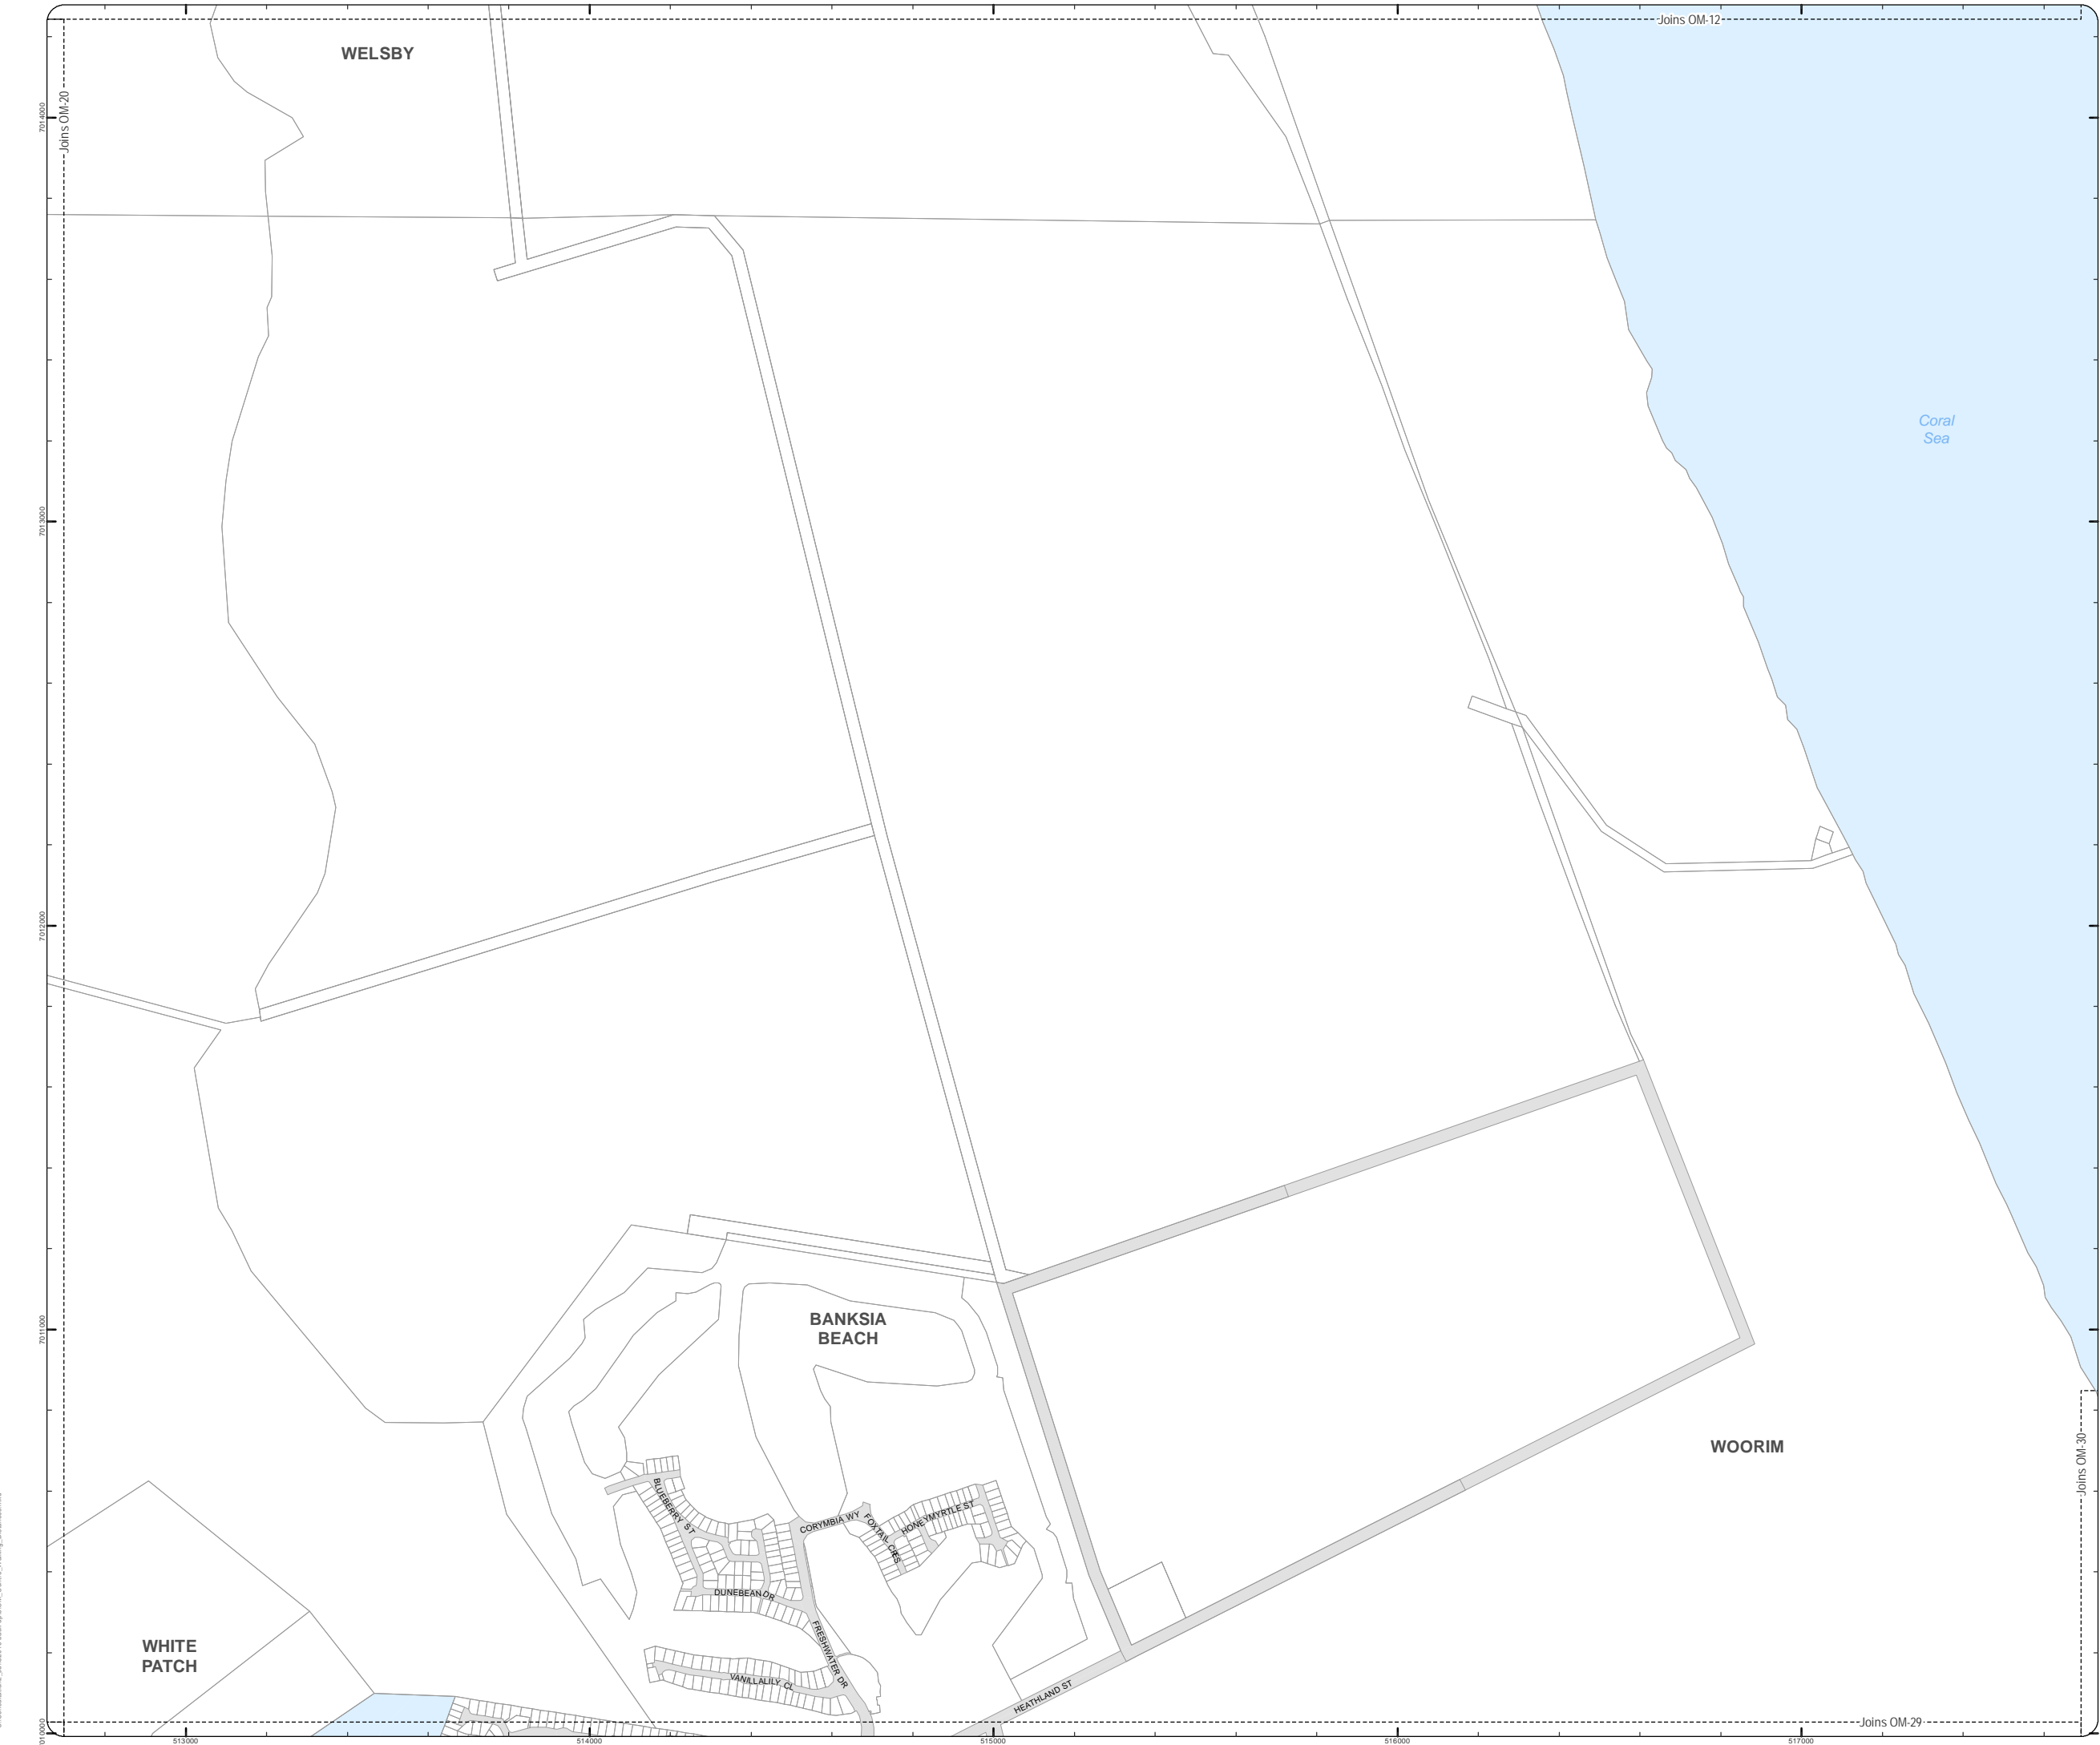 Joins OM-12
WELSBY
Joins OM-20
7014000
Coral
Sea
7013000
7012000
7011000
BANKSIA
BEACH
WOORIM
Joins OM-30
BLUEBERRY ST
CORYMBIA WY
FOXTAIL CRES
HONEYMYRTLE ST
DUNEBEAN DR
FRESHWATER DR
VANILLALILY CL
HEATHLAND ST
WHITE
PATCH
Joins OM-29
513000
514000
515000
516000
517000